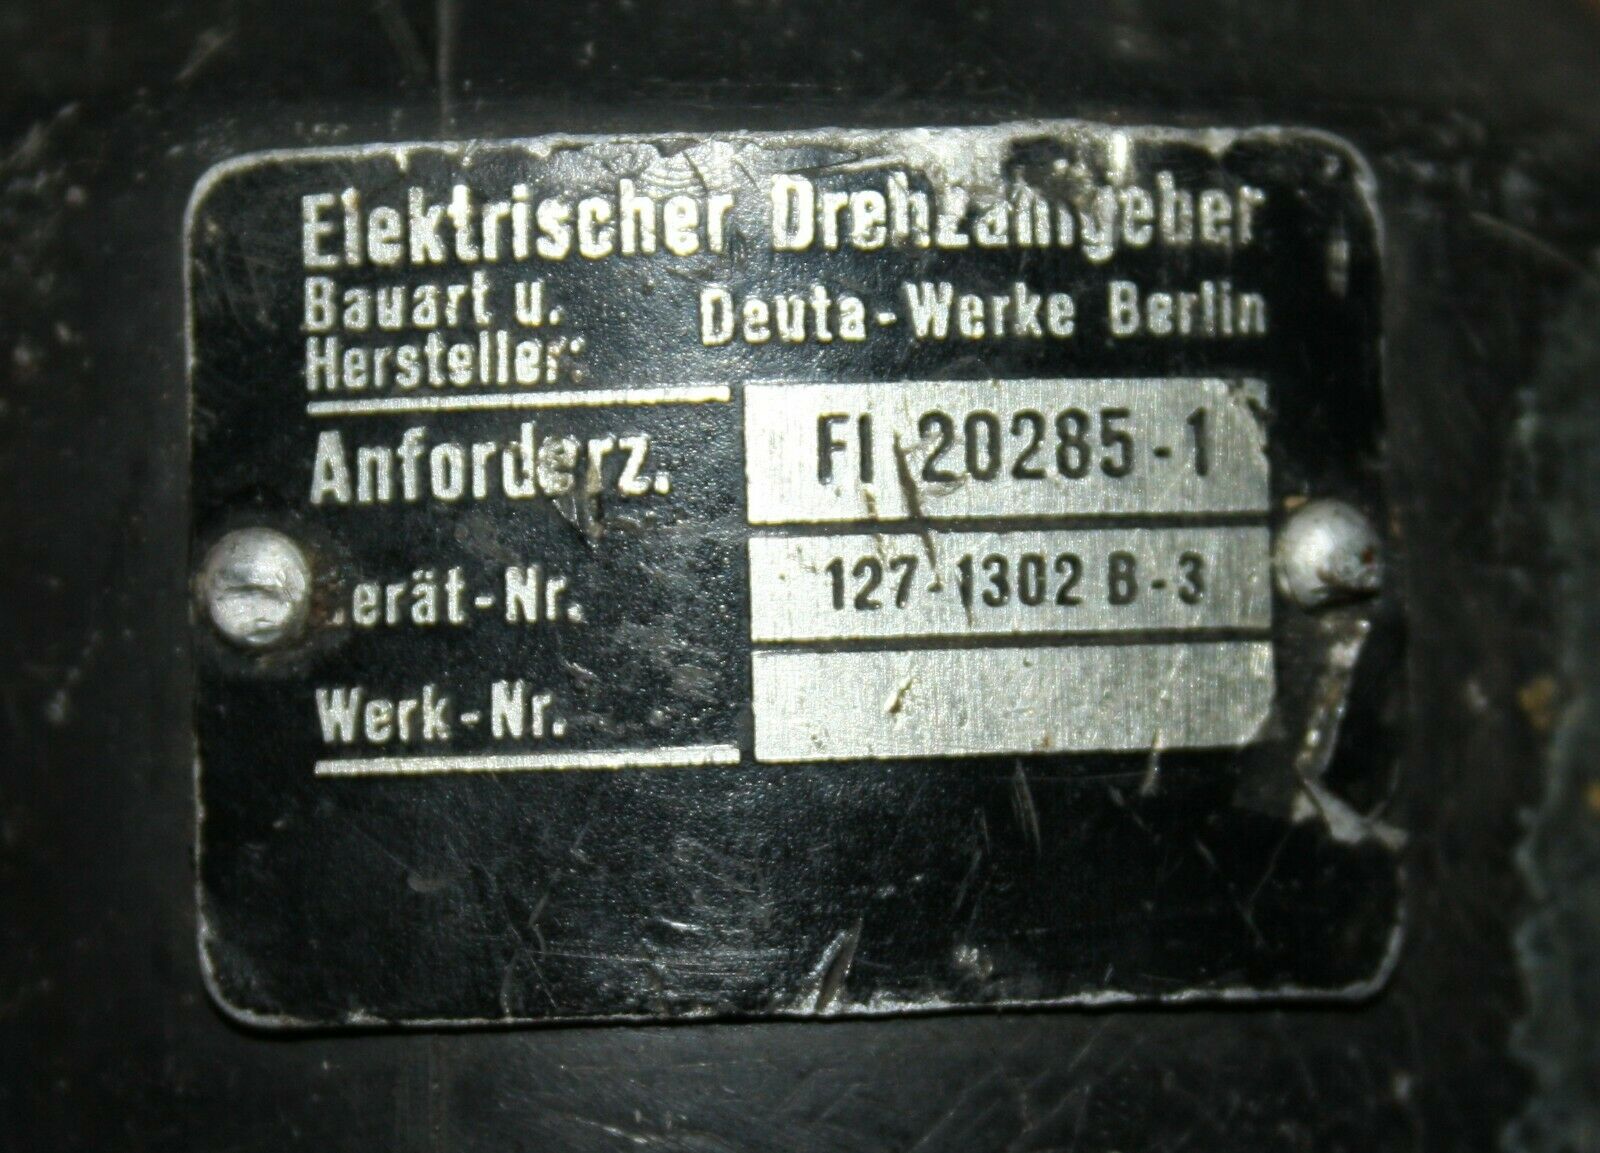 Elektrischer Drehzahlgeber
Bauart u. Hersteller: Deuta-Werke Berlin
Anforderz. Fl 20285-1
Gerät-Nr. 127-1302 B-3
Werk-Nr.